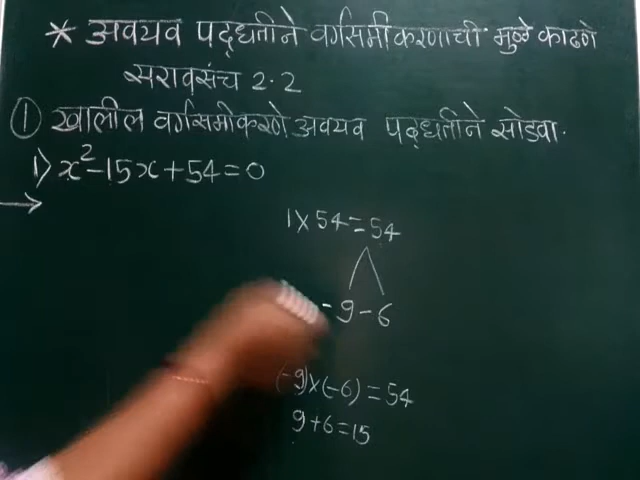 * अवयव पद्धतीने वर्गसमीकरणाची मुळे काढणे
सरावसंच 2.2
① खालील वर्गसमीकरणे अवयव पद्धतीने सोडवा.
1) x²-15x+54=0
→
1×54=54
-9-6
(-9)×(-6)=54
9+6=15